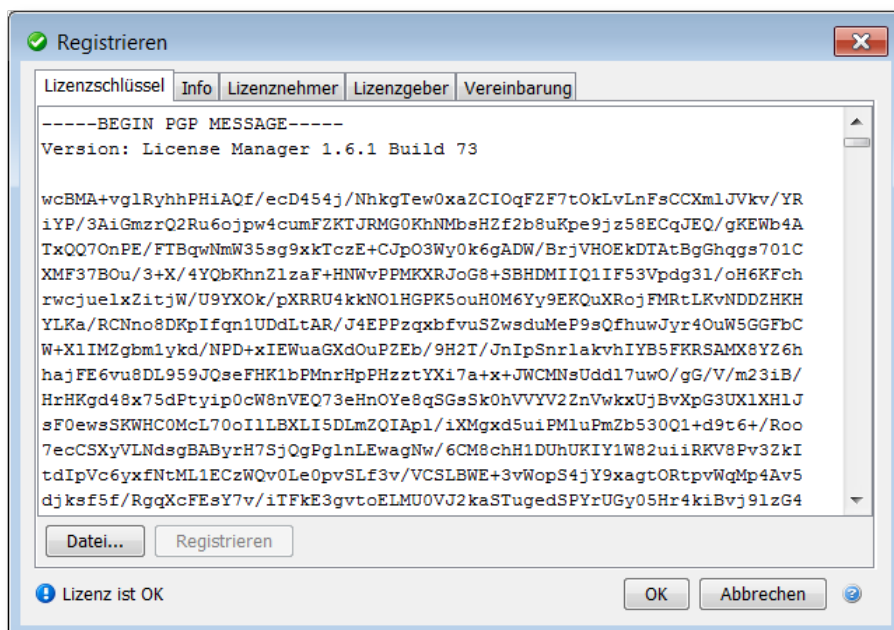 Registrieren
Lizenzschlüssel Info Lizenznehmer Lizenzgeber Vereinbarung
-----BEGIN PGP MESSAGE-----
Version: License Manager 1.6.1 Build 73
wcBMA+vglRyhhPHiAQf/ecD454j/NhkgTew0xaZCIOqFZF7tOkLvLnFsCCXmlJVkv/YR
iYP/3AiGmzrQ2Ru6ojpw4cumFZKTJRMG0KhNMbsHZf2b8uKpe9jz58ECqJEQ/gKEWb4A
TxQQ7OnPE/FTBqwNmW35sg9xkTczE+CJpO3Wy0k6gADW/BrjVHOEkDTAtBgGhqgs701C
XMF37BOu/3+X/4YQbKhnZlzaF+HNWvPPMKXRJoG8+SBHDMIIQ1IF53Vpdg3l/oH6KFch
rwcjuelxZitjW/U9YXOk/pXRRU4kkNOlHGPK5ouH0M6Yy9EKQuXRojFMRtLKvNDDZHKH
YLKa/RCNno8DKpIfqn1UDdLtAR/J4EPPzqxbfvuSZwsduMeP9sQfhuwJyr4OuW5GGFbC
W+XlIMZgbm1ykd/NPD+xIEWuaGXdOuPZEb/9H2T/JnIpSnrlakvhIYB5FKRSAMX8YZ6h
hajFE6vu8DL959JQseFHK1bPMnrHpPHzztYXi7a+x+JWCMNsUddl7uwO/gG/V/m23iB/
HrHKgd48x75dPtyip0cW8nVEQ73eHnOYe8qSGsSk0hVVYV2ZnVwkxUjBvXpG3UXlXHlJ
sF0ewsSKWHC0McL70oIlLBXLI5DLmZQIApl/iXMgxd5uiPMluPmZb530Q1+d9t6+/Roo
7ecCSXyVLNdsgBAByrH7SjQgPglnLEwagNw/6CM8chH1DUhUKIY1W82uiiRKV8Pv3ZkI
tdIpVc6yxfNtML1ECzWQv0Le0pvSLf3v/VCSLBWE+3vWopS4jY9xagtORtpvWqMp4Av5
djksf5f/RgqXcFEsY7v/iTFkE3gvtoELMU0VJ2kaSTugedSPYrUGy05Hr4kiBvj9lzG4
Datei... Registrieren
Lizenz ist OK OK Abbrechen